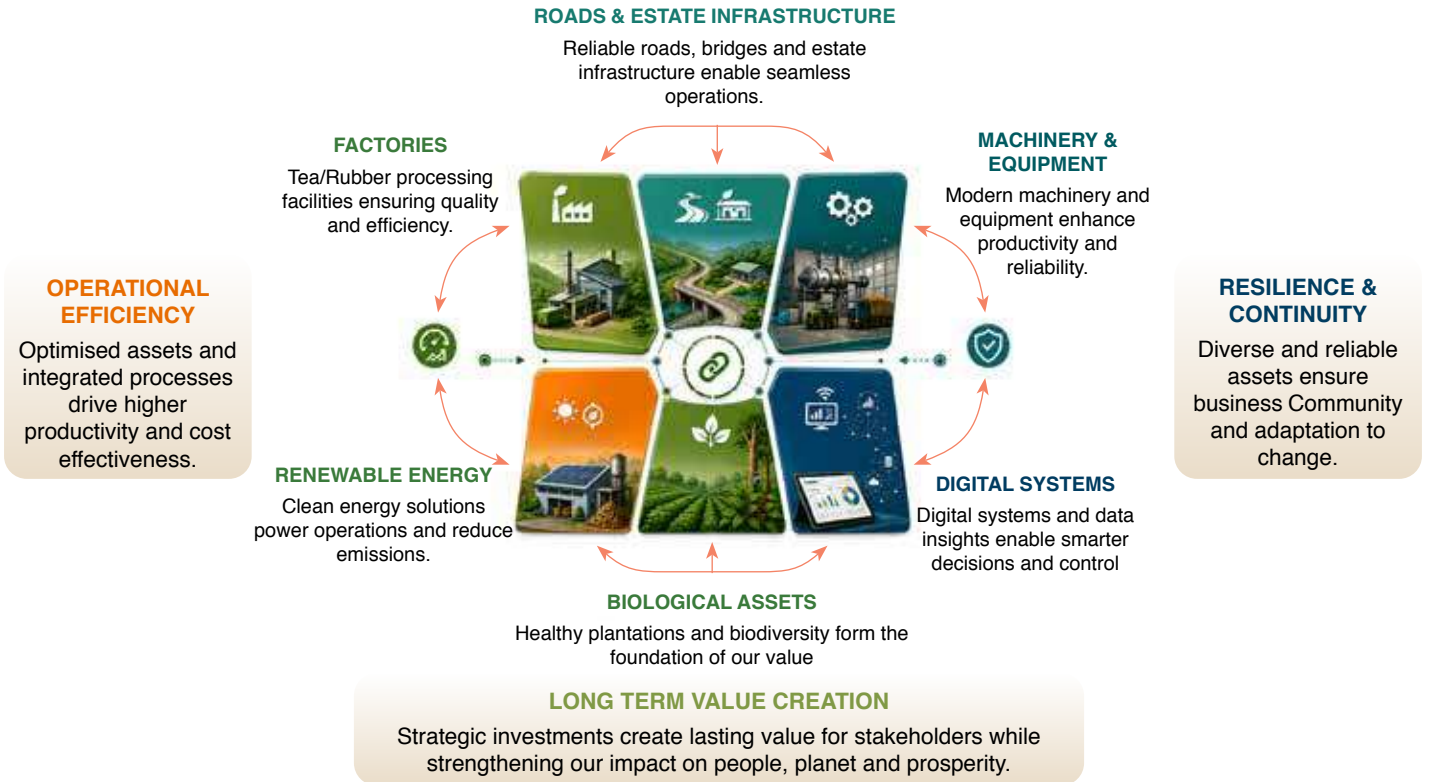 ROADS & ESTATE INFRASTRUCTURE
Reliable roads, bridges and estate
infrastructure enable seamless
operations.
FACTORIES
Tea/Rubber processing
facilities ensuring quality
and efficiency.
MACHINERY &
EQUIPMENT
Modern machinery and
equipment enhance
productivity and
reliability.
OPERATIONAL
EFFICIENCY
Optimised assets and
integrated processes
drive higher
productivity and cost
effectiveness.
RESILIENCE &
CONTINUITY
Diverse and reliable
assets ensure
business Community
and adaptation to
change.
RENEWABLE ENERGY
Clean energy solutions
power operations and reduce
emissions.
DIGITAL SYSTEMS
Digital systems and data
insights enable smarter
decisions and control
BIOLOGICAL ASSETS
Healthy plantations and biodiversity form the
foundation of our value
LONG TERM VALUE CREATION
Strategic investments create lasting value for stakeholders while
strengthening our impact on people, planet and prosperity.